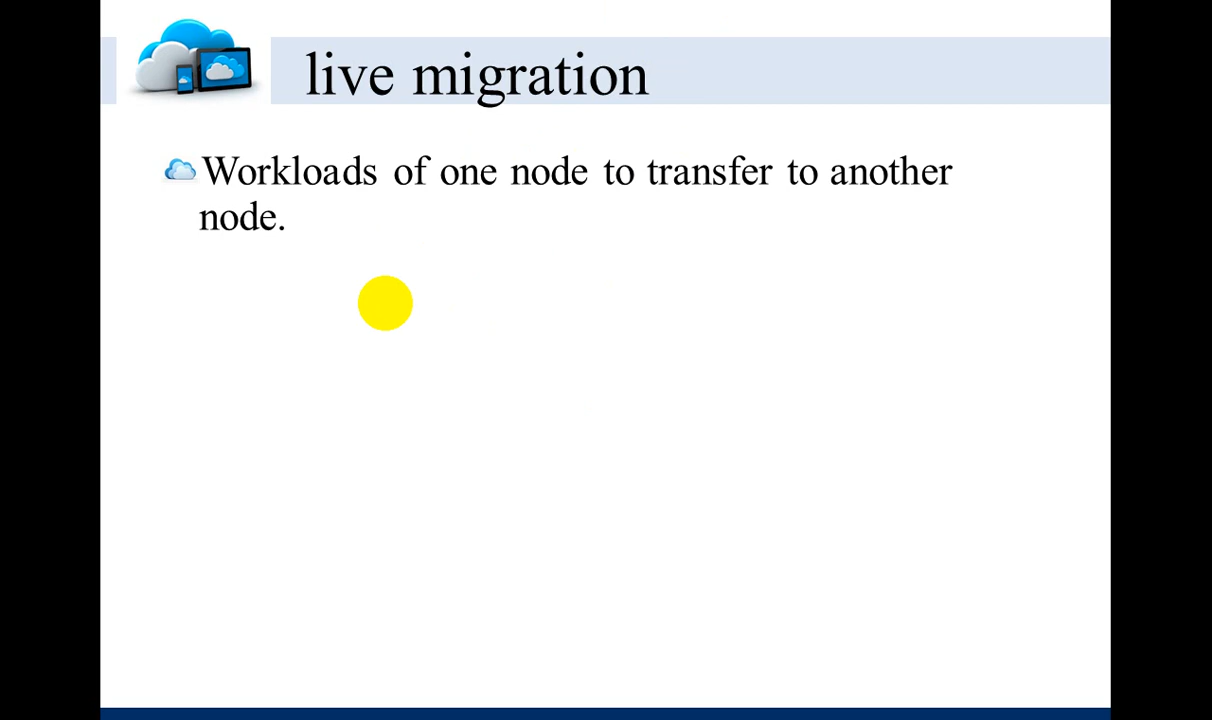 live migration
Workloads of one node to transfer to another
node.